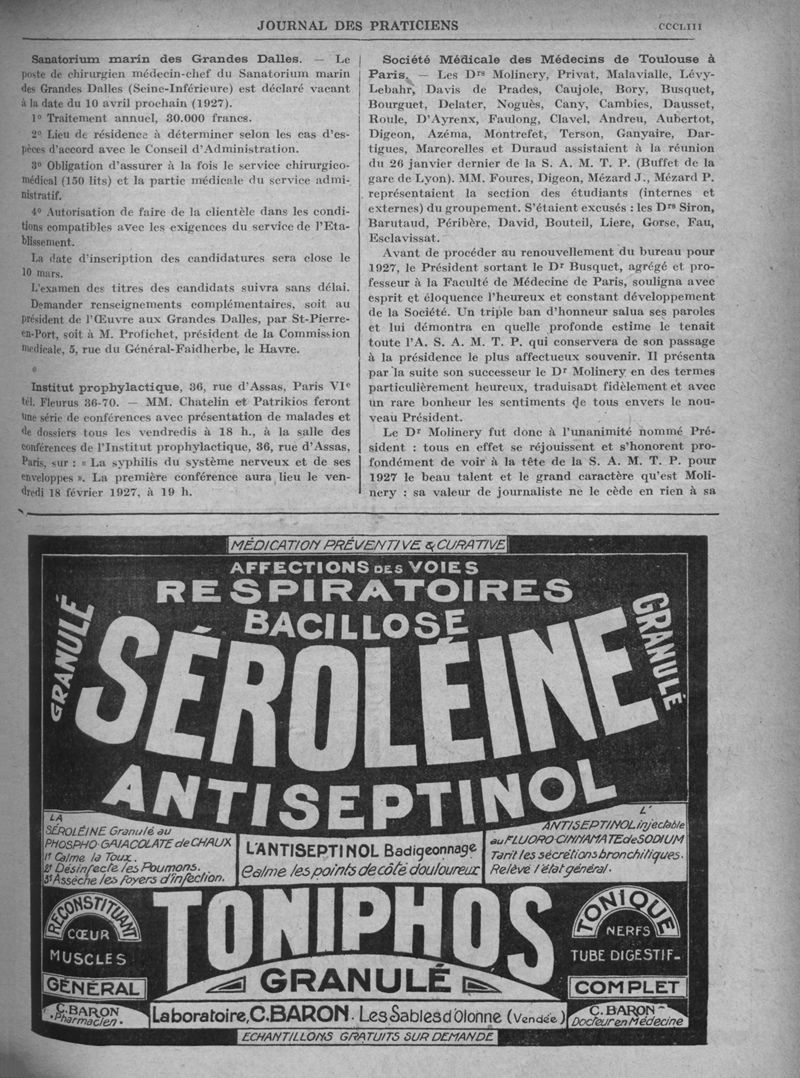 JOURNAL DES PRATICIENS
CCCLIII
Sanatorium marin des Grandes Dalles. — Le
poste de chirurgien médecin-chef du Sanatorium marin
des Grandes Dalles (Seine-Inférieure) est déclaré vacant
à la date du 10 avril prochain (1927).
1º Traitement annuel, 30.000 francs.
2º Lieu de résidence à déterminer selon les cas d'es-
pèces d'accord avec le Conseil d'Administration.
3º Obligation d'assurer à la fois le service chirurgico-
médical (150 lits) et la partie médicale du service admi-
nistratif.
4º Autorisation de faire de la clientèle dans les condi-
tions compatibles avec les exigences du service de l'Eta-
blissement.
La date d'inscription des candidatures sera close le
10 mars.
L'examen des titres des candidats suivra sans délai.
Demander renseignements complémentaires, soit au
président de l'Œuvre aux Grandes Dalles, par St-Pierre-
en-Port, soit à M. Profichet, président de la Commission
medicale, 5, rue du Général-Faidherbe, le Havre.
Institut prophylactique, 36, rue d'Assas, Paris VIe
tél. Fleurus 36-70. — MM. Chatelin et Patrikios feront
une série de conférences avec présentation de malades et
de dossiers tous les vendredis à 18 h., à la salle des
conférences de l'Institut prophylactique, 36, rue d'Assas,
Paris, sur : « La syphilis du système nerveux et de ses
enveloppes ». La première conférence aura lieu le ven-
dredi 18 février 1927, à 19 h.
Société Médicale des Médecins de Toulouse à
Paris. — Les Drs Molinery, Privat, Malavialle, Lévy-
Lebahr, Davis de Prades, Caujole, Bory, Busquet,
Bourguet, Delater, Noguès, Cany, Cambies, Dausset,
Roule, D'Ayrenx, Faulong, Clavel, Andreu, Aubertot,
Digeon, Azéma, Montrefet, Terson, Ganyaire, Dar-
tigues, Marcorelles et Duraud assistaient à la réunion
du 26 janvier dernier de la S. A. M. T. P. (Buffet de la
gare de Lyon). MM. Foures, Digeon, Mézard J., Mézard P.
représentaient la section des étudiants (internes et
externes) du groupement. S'étaient excusés : les Drs Siron,
Barutaud, Péribère, David, Bouteil, Liere, Gorse, Fau,
Esclavissat.
Avant de procéder au renouvellement du bureau pour
1927, le Président sortant le Dr Busquet, agrégé et pro-
fesseur à la Faculté de Médecine de Paris, souligna avec
esprit et éloquence l'heureux et constant développement
de la Société. Un triple ban d'honneur salua ses paroles
et lui démontra en quelle profonde estime le tenait
toute l'A. S. A. M. T. P. qui conservera de son passage
à la présidence le plus affectueux souvenir. Il présenta
par la suite son successeur le Dr Molinery en des termes
particulièrement heureux, traduisant fidèlement et avec
un rare bonheur les sentiments de tous envers le nou-
veau Président.
Le Dr Molinery fut donc à l'unanimité nommé Pré-
sident : tous en effet se réjouissent et s'honorent pro-
fondément de voir à la tête de la S. A. M. T. P. pour
1927 le beau talent et le grand caractère qu'est Moli-
nery : sa valeur de journaliste ne le cède en rien à sa
MÉDICATION PRÉVENTIVE & CURATIVE
AFFECTIONS DES VOIES
RESPIRATOIRES
BACILLOSE
GRANULÉ
SÉROLÉINE
GRANULÉ
ANTISEPTINOL
LA
SÉROLÉINE Granulé au
PHOSPHO-GAIACOLATE de CHAUX
1º Calme la Toux.
2º Désinfecte les Poumons.
3º Assèche les foyers d'infection.
L'ANTISEPTINOL Badigeonnage
Calme les points de côté douloureux
L'
ANTISEPTINOL injectable
au FLUORO-CINNAMATE de SODIUM
Tarit les sécrétions bronchitiques.
Relève l'état général.
RECONSTITUANT
CŒUR
MUSCLES
GÉNÉRAL
TONIPHOS
GRANULÉ
TONIQUE
NERFS
TUBE DIGESTIF
COMPLET
C. BARON
Pharmacien.
Laboratoire, C. BARON. Les Sables d'Olonne (Vendée)
C. BARON
Docteur en Médecine
ECHANTILLONS GRATUITS SUR DEMANDE